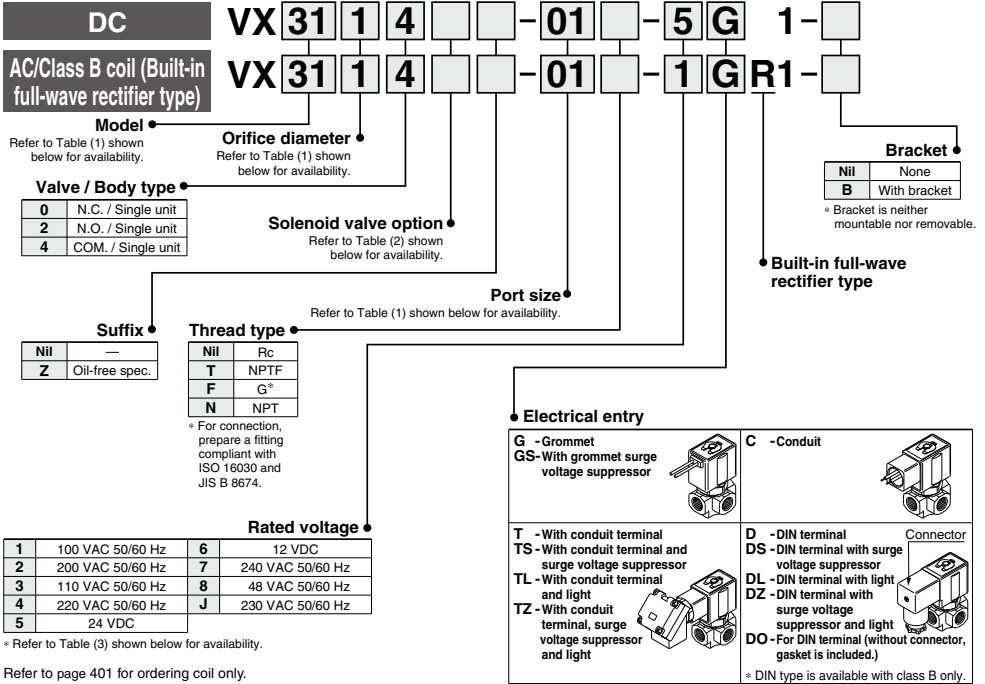 DC
VX 31 1 4 - 01 - 5 G 1 -
AC/Class B coil (Built-in
full-wave rectifier type)
VX 31 1 4 - 01 - 1 G R1 -
Model
Refer to Table (1) shown
below for availability.
Orifice diameter
Refer to Table (1) shown
below for availability.
Valve / Body type
0 N.C. / Single unit
2 N.O. / Single unit
4 COM. / Single unit
Solenoid valve option
Refer to Table (2) shown
below for availability.
Bracket
Nil None
B With bracket
* Bracket is neither
mountable nor removable.
Built-in full-wave
rectifier type
Port size
Refer to Table (1) shown below for availability.
Suffix
Nil —
Z Oil-free spec.
Thread type
Nil Rc
T NPTF
F G*
N NPT
* For connection,
prepare a fitting
compliant with
ISO 16030 and
JIS B 8674.
Rated voltage
1 100 VAC 50/60 Hz 6 12 VDC
2 200 VAC 50/60 Hz 7 240 VAC 50/60 Hz
3 110 VAC 50/60 Hz 8 48 VAC 50/60 Hz
4 220 VAC 50/60 Hz J 230 VAC 50/60 Hz
5 24 VDC
* Refer to Table (3) shown below for availability.
Refer to page 401 for ordering coil only.
Electrical entry
G - Grommet
GS - With grommet surge
voltage suppressor
C - Conduit
T - With conduit terminal
TS - With conduit terminal and
surge voltage suppressor
TL - With conduit terminal
and light
TZ - With conduit
terminal, surge
voltage suppressor
and light
D - DIN terminal
Connector
DS - DIN terminal with surge
voltage suppressor
DL - DIN terminal with light
DZ - DIN terminal with
surge voltage
suppressor and light
DO - For DIN terminal (without connector,
gasket is included.)
* DIN type is available with class B only.